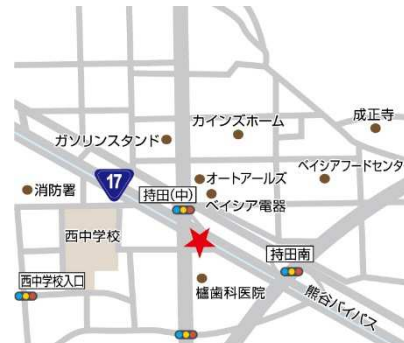 成正寺
カインズホーム
ガソリンスタンド
ベイシアフードセンタ
オートアールズ
消防署
17
持田(中)
ベイシア電器
西中学校
持田南
西中学校入口
櫨歯科医院
熊谷バイパス